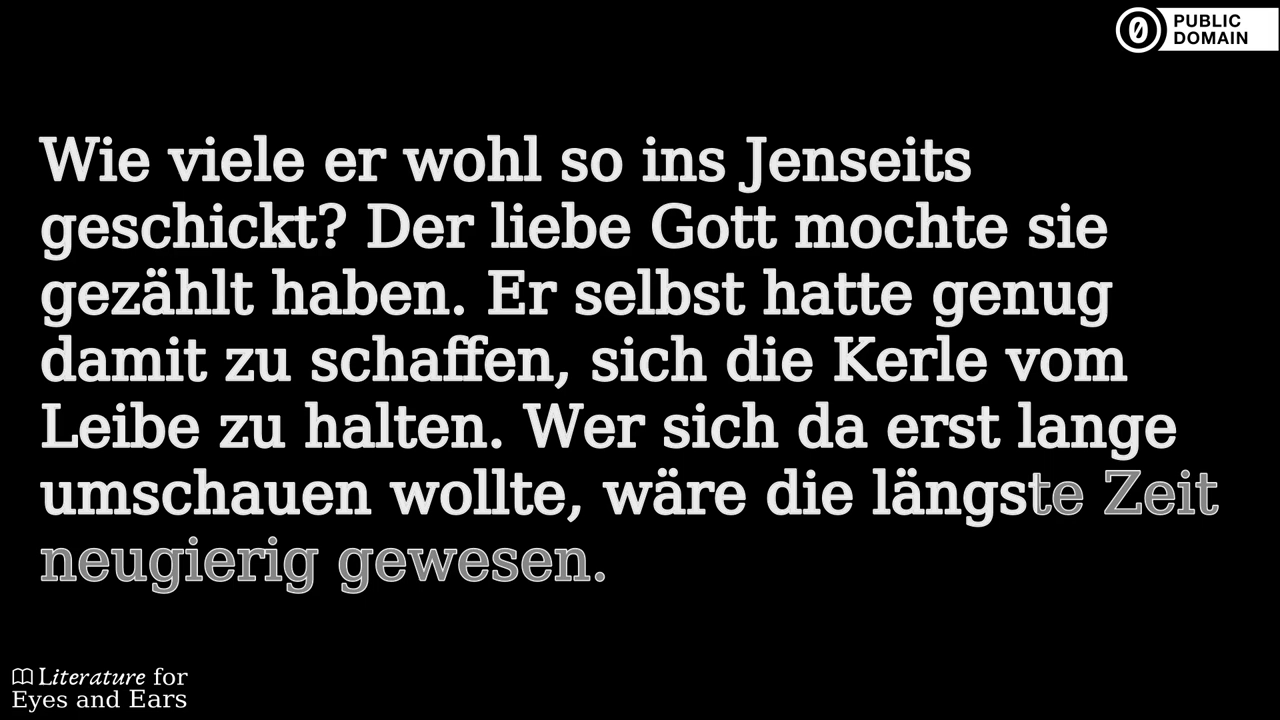 PUBLIC
DOMAIN
Wie viele er wohl so ins Jenseits
geschickt? Der liebe Gott mochte sie
gezählt haben. Er selbst hatte genug
damit zu schaffen, sich die Kerle vom
Leibe zu halten. Wer sich da erst lange
umschauen wollte, wäre die längste Zeit
neugierig gewesen.
Literature for
Eyes and Ears